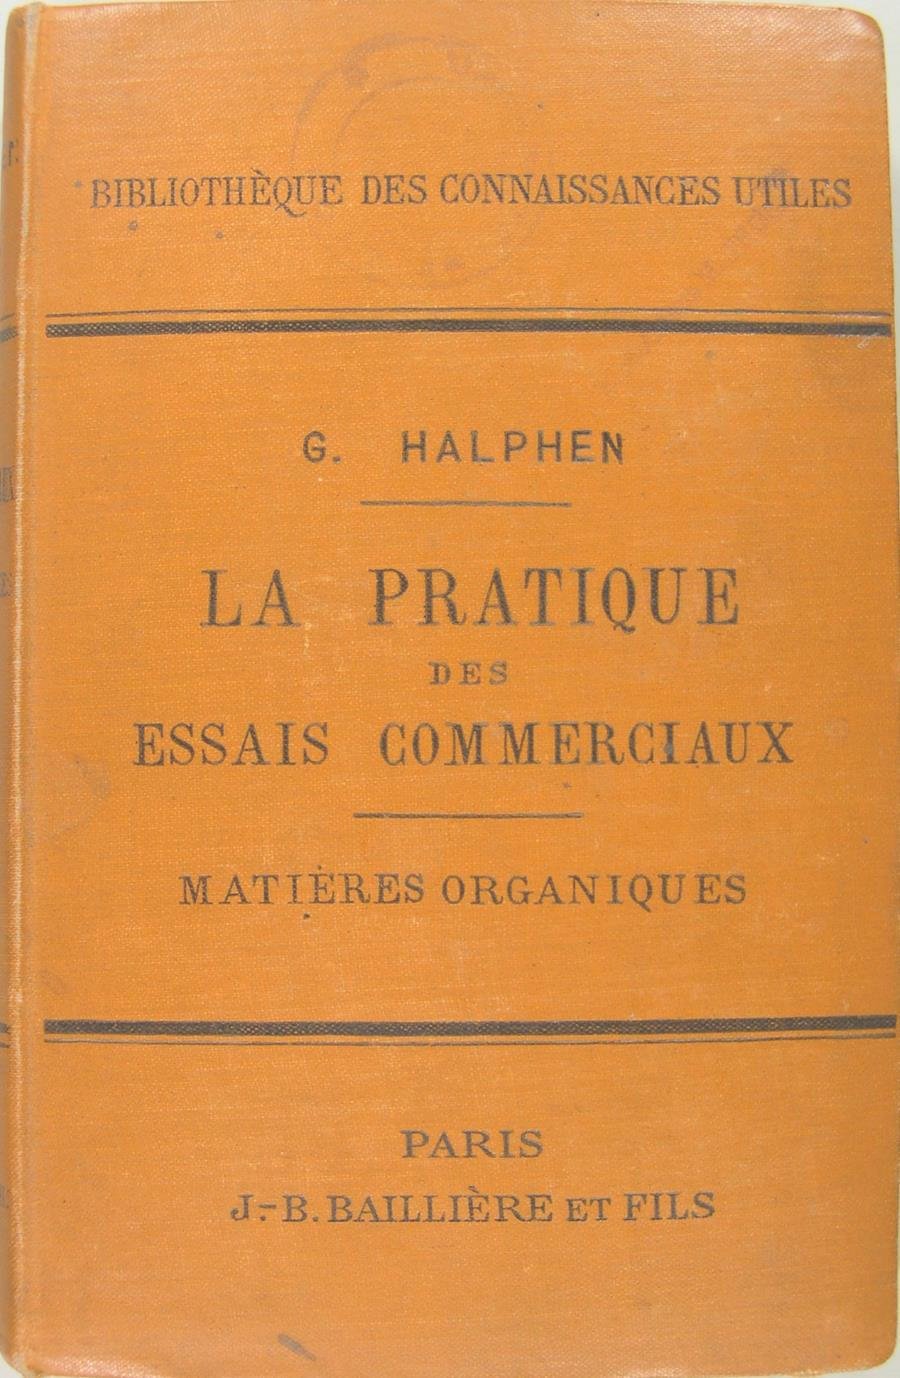 BIBLIOTHÈQUE DES CONNAISSANCES UTILES
G. HALPHEN
LA PRATIQUE
DES
ESSAIS COMMERCIAUX
MATIÈRES ORGANIQUES
PARIS
J.-B. BAILLIÈRE ET FILS